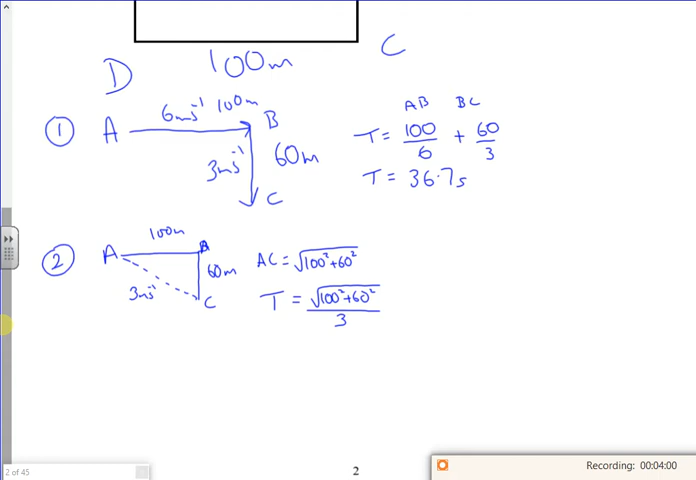 D 100m C
① A 6ms⁻¹ 100m B
3ms⁻¹ 60m
C
AB BC
T = 100/6 + 60/3
T = 36.7s
② 100m
A B
60m
3ms⁻¹ C
AC = √100²+60²
T = √100²+60² / 3
2 of 45
2
Recording: 00:04:00